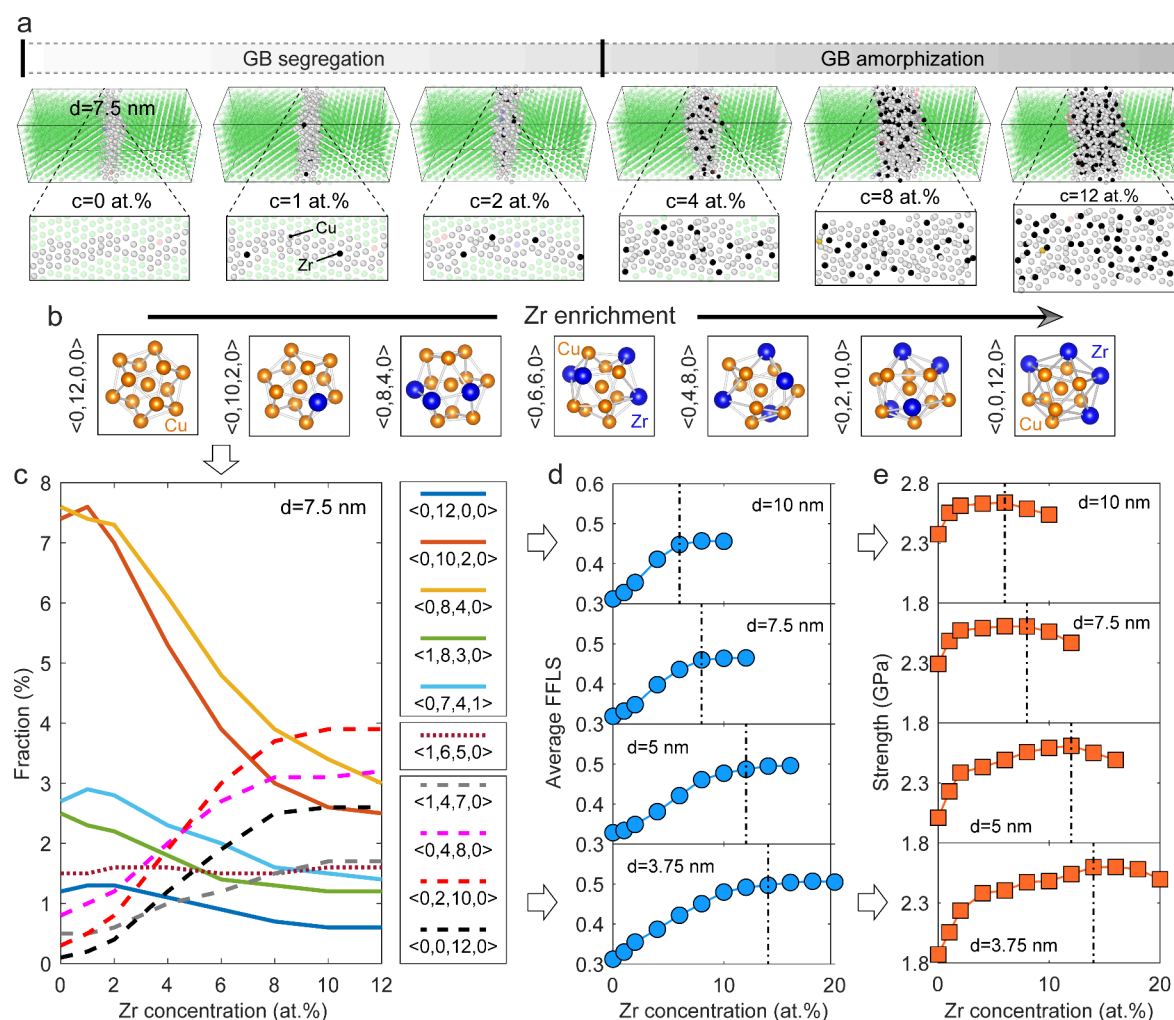 a
GB segregation
GB amorphization
d=7.5 nm
c=0 at.%
c=1 at.%
c=2 at.%
c=4 at.%
c=8 at.%
c=12 at.%
Cu
Zr
b
Zr enrichment
<0,12,0,0>
<0,10,2,0>
<0,8,4,0>
<0,6,6,0>
<0,4,8,0>
<0,2,10,0>
<0,0,12,0>
Cu
Cu
Zr
Zr
Cu
c
d=7.5 nm
8
7
6
5
4
3
2
1
0
Fraction (%)
0 2 4 6 8 10 12
Zr concentration (at.%)
<0,12,0,0>
<0,10,2,0>
<0,8,4,0>
<1,8,3,0>
<0,7,4,1>
<1,6,5,0>
<1,4,7,0>
<0,4,8,0>
<0,2,10,0>
<0,0,12,0>
d
0.6
0.5
0.4
0.3
d=10 nm
0.5
0.4
0.3
d=7.5 nm
0.5
0.4
0.3
d=5 nm
0.5
0.4
0.3
d=3.75 nm
Average FFLS
0 10 20
Zr concentration (at.%)
e
2.8
2.3
1.8
d=10 nm
2.3
1.8
d=7.5 nm
2.3
1.8
d=5 nm
2.3
1.8
d=3.75 nm
Strength (GPa)
0 10 20
Zr concentration (at.%)